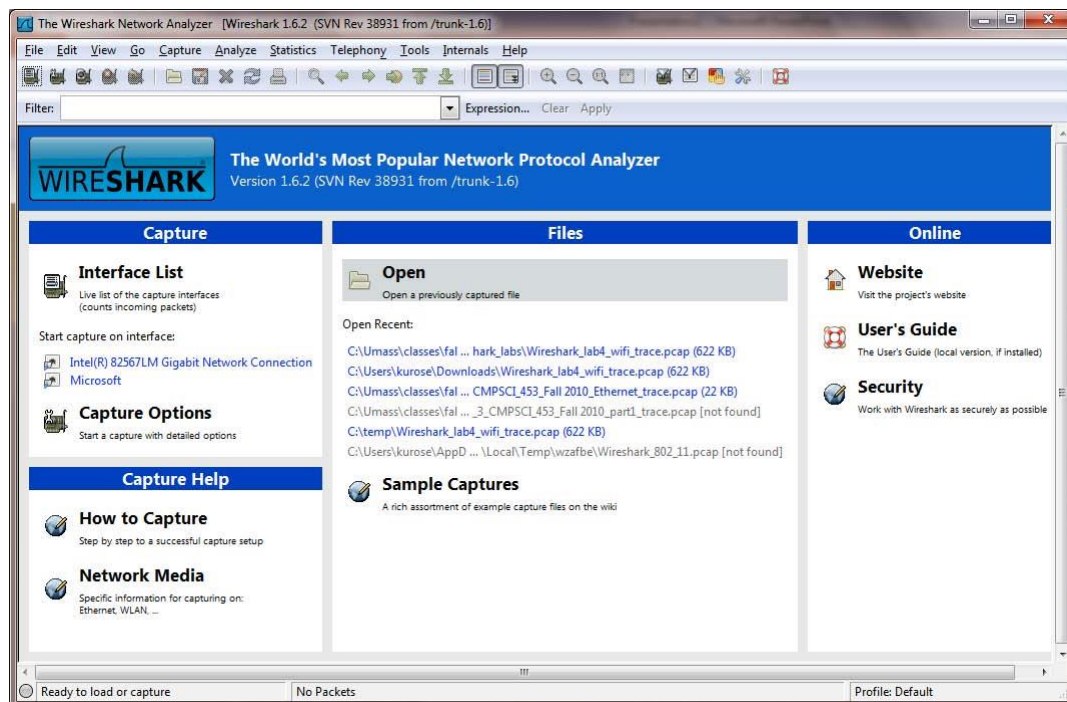 The Wireshark Network Analyzer [Wireshark 1.6.2 (SVN Rev 38931 from /trunk-1.6)]
File Edit View Go Capture Analyze Statistics Telephony Tools Internals Help
Filter:
Expression... Clear Apply
WIRESHARK
The World's Most Popular Network Protocol Analyzer
Version 1.6.2 (SVN Rev 38931 from /trunk-1.6)
Capture
Interface List
Live list of the capture interfaces
(counts incoming packets)
Start capture on interface:
Intel(R) 82567LM Gigabit Network Connection
Microsoft
Capture Options
Start a capture with detailed options
Capture Help
How to Capture
Step by step to a successful capture setup
Network Media
Specific information for capturing on:
Ethernet, WLAN, ...
Files
Open
Open a previously captured file
Open Recent:
C:\Umass\classes\fal ... hark_labs\Wireshark_lab4_wifi_trace.pcap (622 KB)
C:\Users\kurose\Downloads\Wireshark_lab4_wifi_trace.pcap (622 KB)
C:\Umass\classes\fal ... CMPSCI_453_Fall 2010_Ethernet_trace.pcap (22 KB)
C:\Umass\classes\fal ... _3_CMPSCI_453_Fall 2010_part1_trace.pcap [not found]
C:\temp\Wireshark_lab4_wifi_trace.pcap (622 KB)
C:\Users\kurose\AppD ... \Local\Temp\wzafbe\Wireshark_802_11.pcap [not found]
Sample Captures
A rich assortment of example capture files on the wiki
Online
Website
Visit the project's website
User's Guide
The User's Guide (local version, if installed)
Security
Work with Wireshark as securely as possible
Ready to load or capture
No Packets
Profile: Default